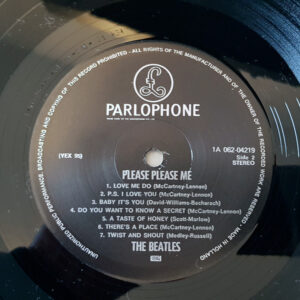 UNAUTHORIZED PUBLIC PERFORMANCE, BROADCASTING AND COPYING OF THIS RECORD PROHIBITED - ALL RIGHTS OF THE MANUFACTURER AND OF THE OWNER OF THE RECORDED WORK ARE RESERVED - MADE IN HOLLAND
£
PARLOPHONE
1A 062-04219
(YEX 95)
Side 2
STEREO
PLEASE PLEASE ME
1. LOVE ME DO (McCartney-Lennon)
2. P.S. I LOVE YOU (McCartney-Lennon)
3. BABY IT'S YOU (David-Williams-Bacharach)
4. DO YOU WANT TO KNOW A SECRET (McCartney-Lennon)
5. A TASTE OF HONEY (Scott-Marlow)
6. THERE'S A PLACE (McCartney-Lennon)
7. TWIST AND SHOUT (Medley-Russell)
THE BEATLES